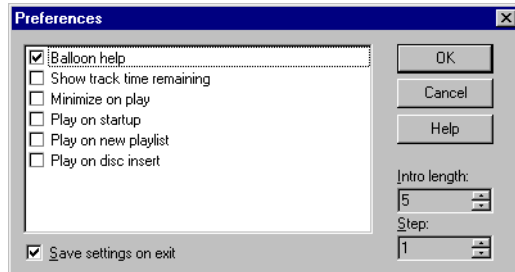 Preferences
Balloon help
Show track time remaining
Minimize on play
Play on startup
Play on new playlist
Play on disc insert
Save settings on exit
OK
Cancel
Help
Intro length:
5
Step:
1